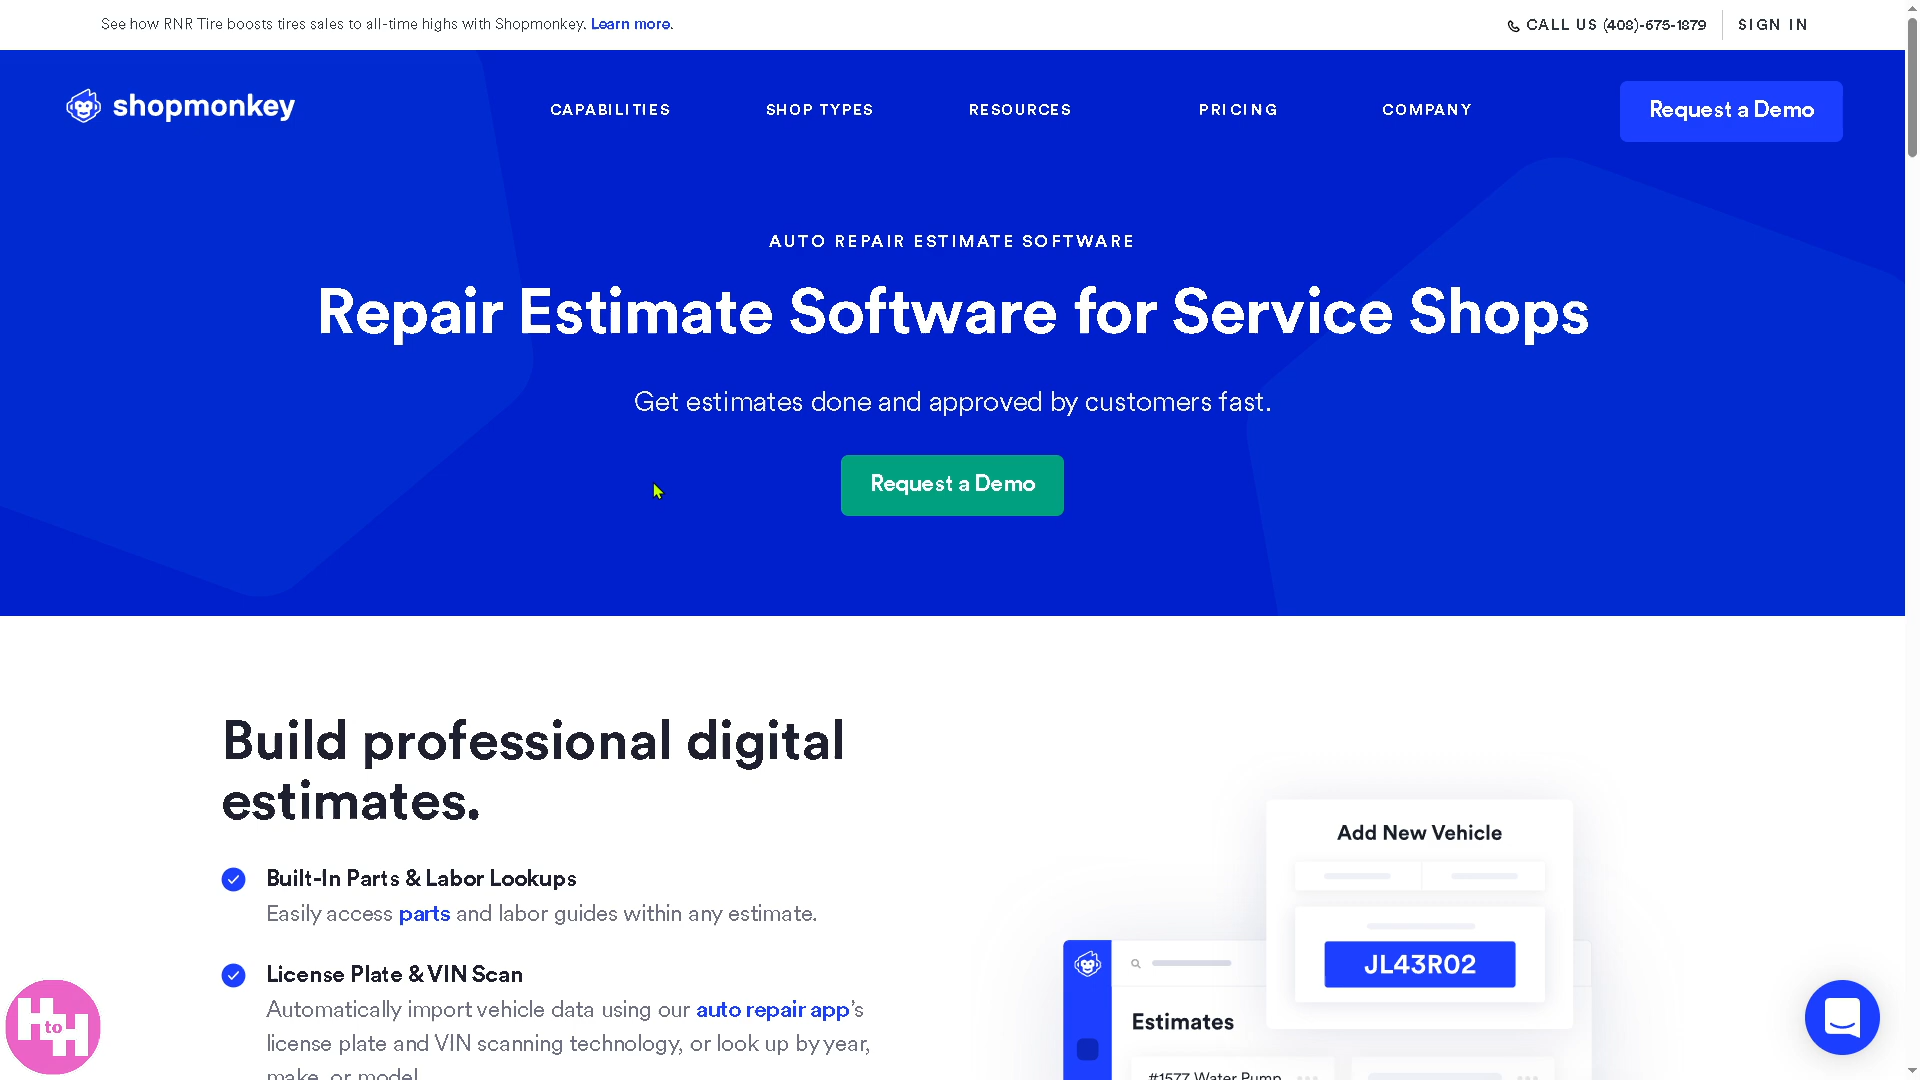 See how RNR Tire boosts tires sales to all-time highs with Shopmonkey. Learn more.
CALL US (408)-675-1879
SIGN IN
shopmonkey
CAPABILITIES
SHOP TYPES
RESOURCES
PRICING
COMPANY
Request a Demo
AUTO REPAIR ESTIMATE SOFTWARE
Repair Estimate Software for Service Shops
Get estimates done and approved by customers fast.
Request a Demo
Build professional digital
estimates.
Built-In Parts & Labor Lookups
Easily access parts and labor guides within any estimate.
License Plate & VIN Scan
Automatically import vehicle data using our auto repair app’s
license plate and VIN scanning technology, or look up by year,
make, or model
Add New Vehicle
JL43R02
Estimates
#1577 Water Pump
H to H